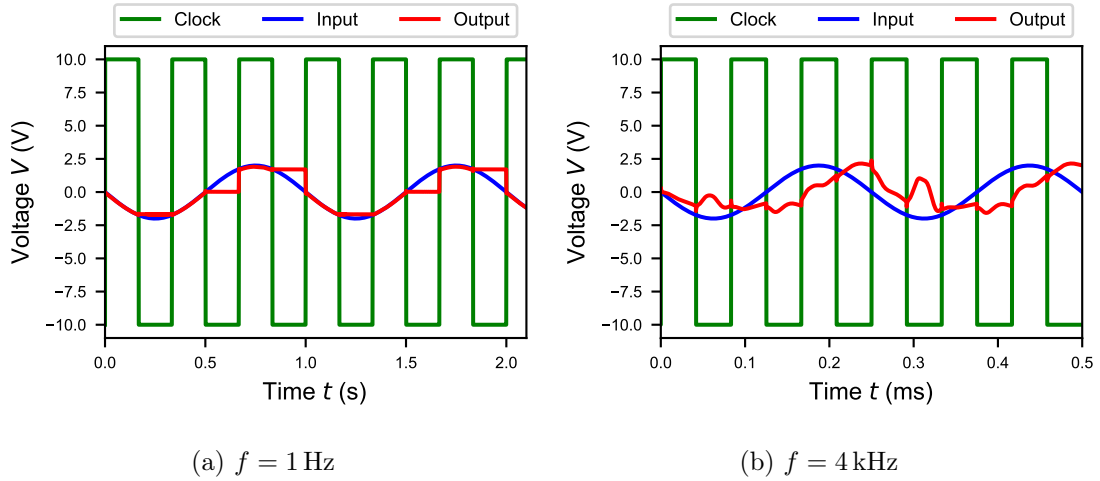 Clock Input Output
Clock Input Output
10.0
7.5
5.0
2.5
0.0
−2.5
−5.0
−7.5
−10.0
Voltage V (V)
0.0 0.5 1.0 1.5 2.0
Time t (s)
10.0
7.5
5.0
2.5
0.0
−2.5
−5.0
−7.5
−10.0
Voltage V (V)
0.0 0.1 0.2 0.3 0.4 0.5
Time t (ms)
(a) f = 1 Hz
(b) f = 4 kHz